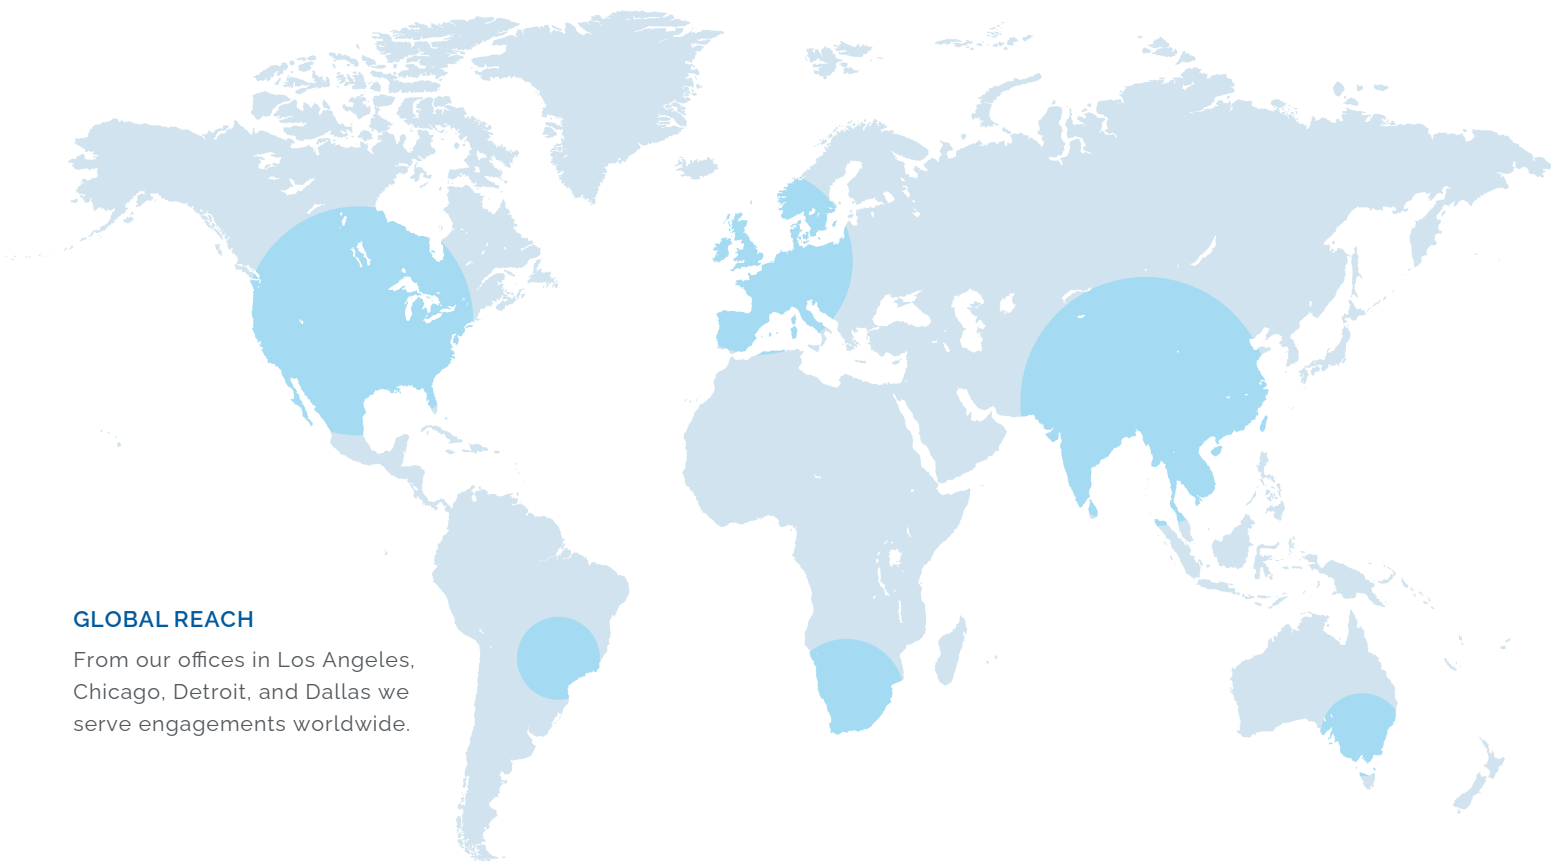 GLOBAL REACH
From our offices in Los Angeles,
Chicago, Detroit, and Dallas we
serve engagements worldwide.